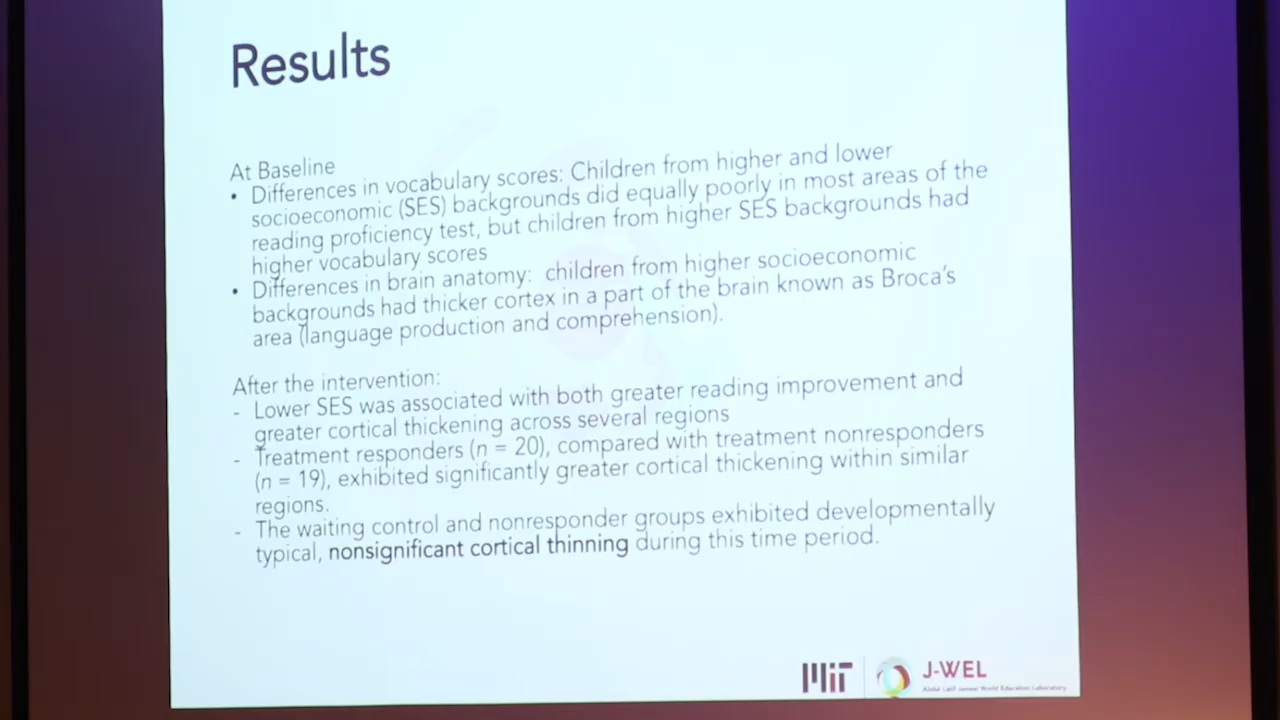 Results
At Baseline
• Differences in vocabulary scores: Children from higher and lower
socioeconomic (SES) backgrounds did equally poorly in most areas of the
reading proficiency test, but children from higher SES backgrounds had
higher vocabulary scores
• Differences in brain anatomy: children from higher socioeconomic
backgrounds had thicker cortex in a part of the brain known as Broca's
area (language production and comprehension).
After the intervention:
- Lower SES was associated with both greater reading improvement and
greater cortical thickening across several regions
- Treatment responders (n = 20), compared with treatment nonresponders
(n = 19), exhibited significantly greater cortical thickening within similar
regions.
- The waiting control and nonresponder groups exhibited developmentally
typical, nonsignificant cortical thinning during this time period.
MIT
J-WEL
Abdul Latif Jameel World Education Laboratory